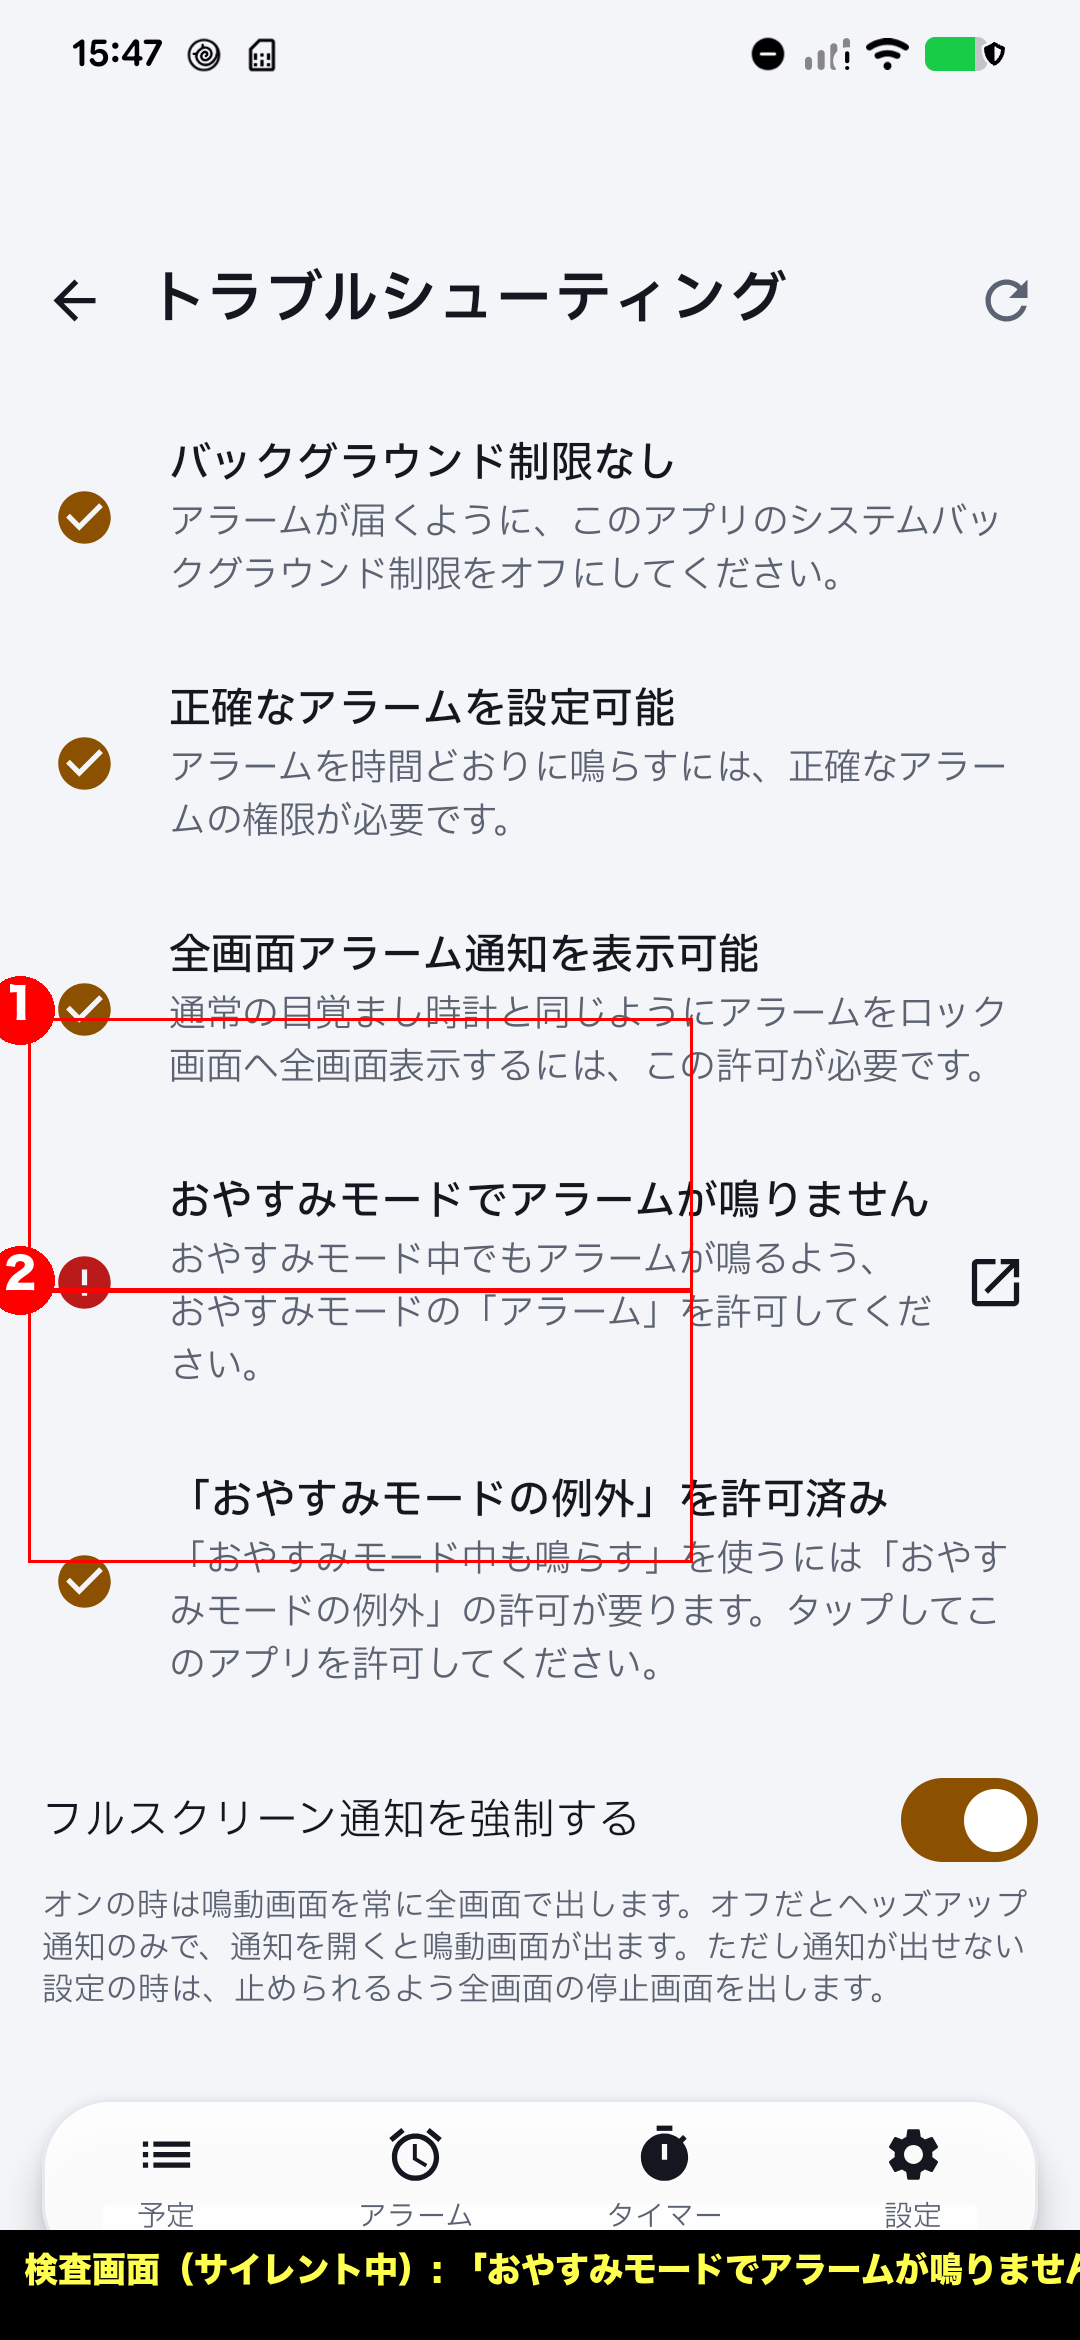 15:47
トラブルシューティング
バックグラウンド制限なし
アラームが届くように、このアプリのシステムバッ
クグラウンド制限をオフにしてください。
正確なアラームを設定可能
アラームを時間どおりに鳴らすには、正確なアラー
ムの権限が必要です。
全画面アラーム通知を表示可能
1
通常の目覚まし時計と同じようにアラームをロック
画面へ全画面表示するには、この許可が必要です。
おやすみモードでアラームが鳴りません
おやすみモード中でもアラームが鳴るよう、
2
おやすみモードの「アラーム」を許可してくだ
さい。
「おやすみモードの例外」を許可済み
「おやすみモード中も鳴らす」を使うには「おやす
みモードの例外」の許可が要ります。タップしてこ
のアプリを許可してください。
フルスクリーン通知を強制する
オンの時は鳴動画面を常に全画面で出します。オフだとヘッズアップ
通知のみで、通知を開くと鳴動画面が出ます。ただし通知が出せない
設定の時は、止められるよう全画面の停止画面を出します。
予定 アラーム タイマー 設定
検査画面（サイレント中）:「おやすみモードでアラームが鳴りません